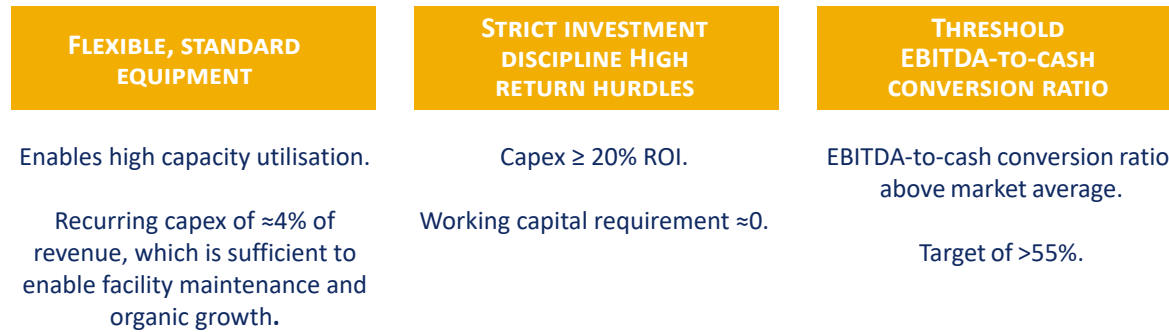 FLEXIBLE, STANDARD
EQUIPMENT
Enables high capacity utilisation.
Recurring capex of ≈4% of
revenue, which is sufficient to
enable facility maintenance and
organic growth.
STRICT INVESTMENT
DISCIPLINE HIGH
RETURN HURDLES
Capex ≥ 20% ROI.
Working capital requirement ≈0.
THRESHOLD
EBITDA-TO-CASH
CONVERSION RATIO
EBITDA-to-cash conversion ratio
above market average.
Target of >55%.